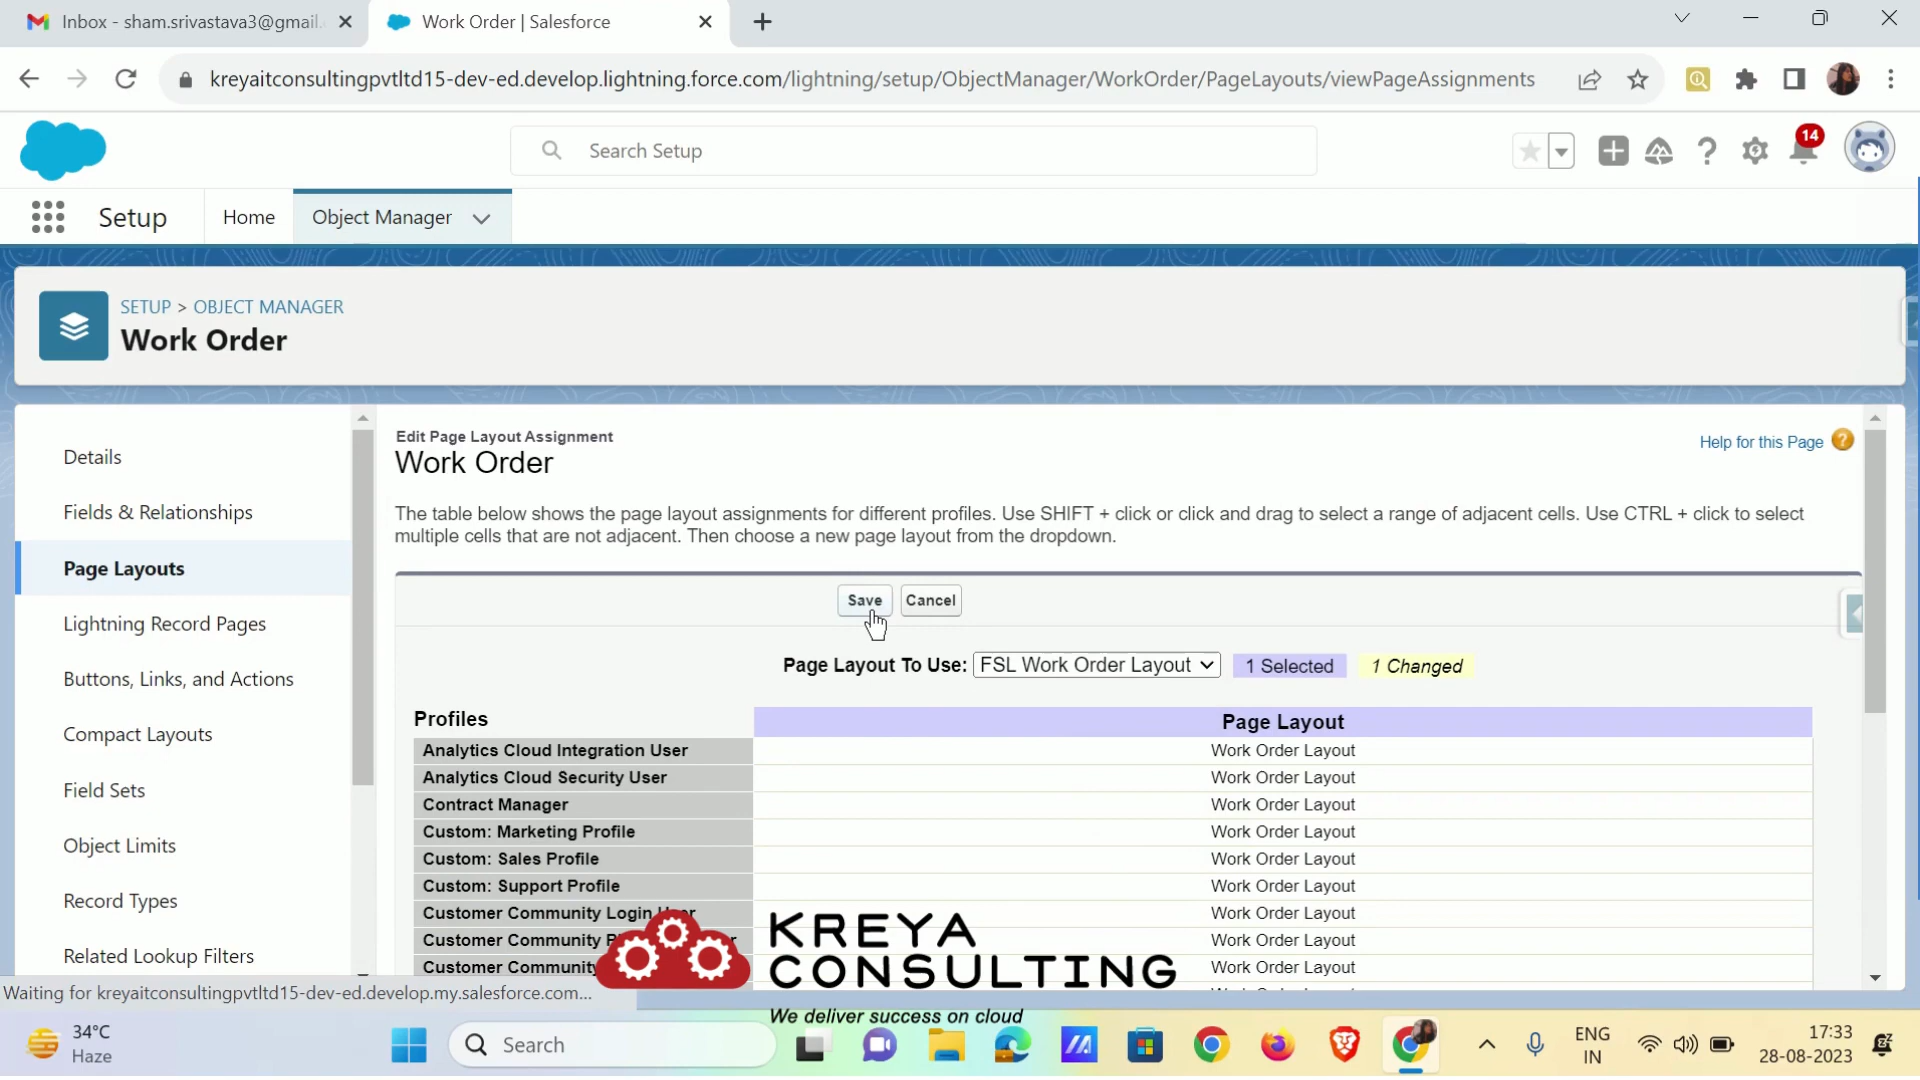 Inbox - sham.srivastava3@gmail.
Work Order | Salesforce
kreyaitconsultingpvtltd15-dev-ed.develop.lightning.force.com/lightning/setup/ObjectManager/WorkOrder/PageLayouts/viewPageAssignments
Search Setup
14
Setup
Home
Object Manager
SETUP > OBJECT MANAGER
Work Order
Details
Fields & Relationships
Page Layouts
Lightning Record Pages
Buttons, Links, and Actions
Compact Layouts
Field Sets
Object Limits
Record Types
Related Lookup Filters
Edit Page Layout Assignment
Work Order
Help for this Page ?
The table below shows the page layout assignments for different profiles. Use SHIFT + click or click and drag to select a range of adjacent cells. Use CTRL + click to select
multiple cells that are not adjacent. Then choose a new page layout from the dropdown.
Save Cancel
Page Layout To Use: FSL Work Order Layout 1 Selected 1 Changed
Profiles Page Layout
Analytics Cloud Integration User Work Order Layout
Analytics Cloud Security User Work Order Layout
Contract Manager Work Order Layout
Custom: Marketing Profile Work Order Layout
Custom: Sales Profile Work Order Layout
Custom: Support Profile Work Order Layout
Customer Community Login User Work Order Layout
Customer Community Work Order Layout
Customer Community Work Order Layout
KREYA
CONSULTING
We deliver success on cloud
Waiting for kreyaitconsultingpvtltd15-dev-ed.develop.my.salesforce.com...
34°C
Haze
Search
ENG
IN
17:33
28-08-2023